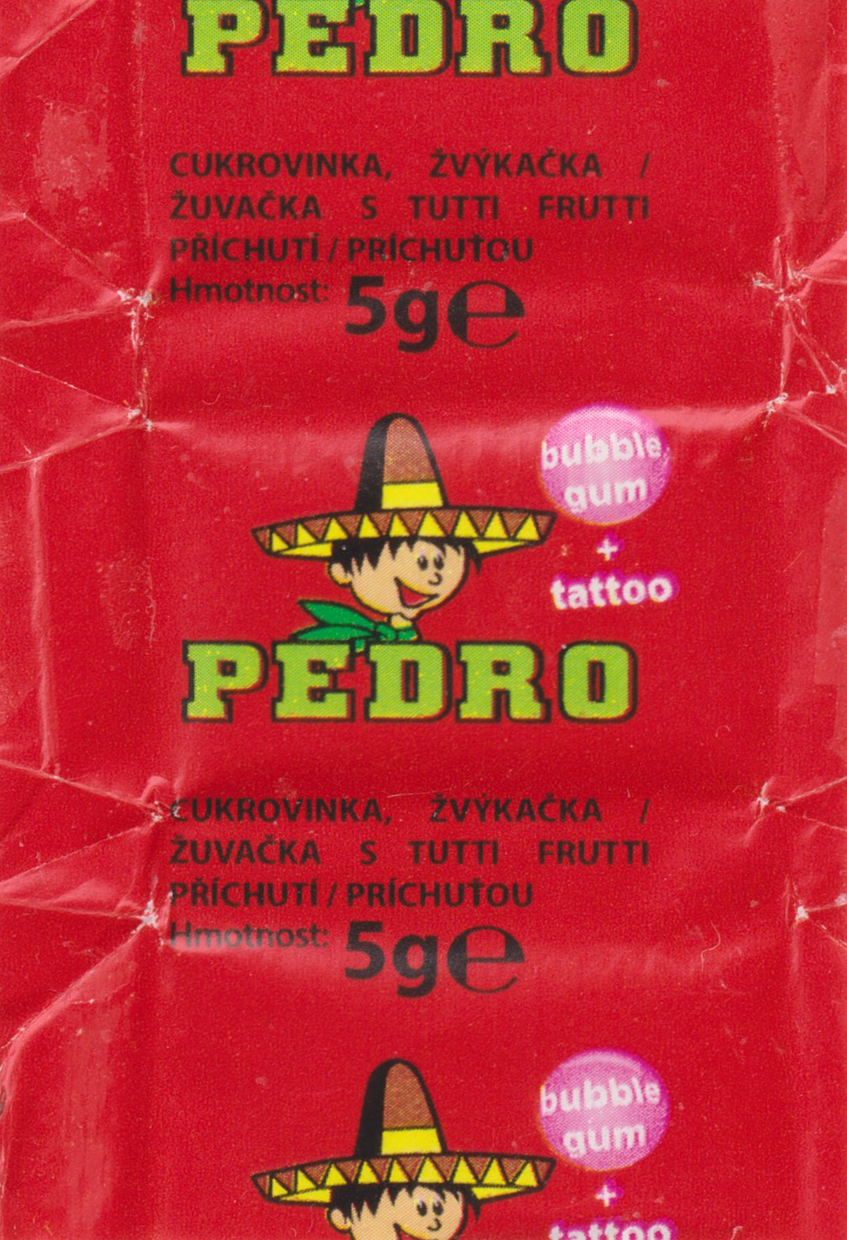 PEDRO
CUKROVINKA, ŽVÝKAČKA /
ŽUVAČKA S TUTTI FRUTTI
PŘÍCHUTÍ / PRÍCHUŤOU
Hmotnost: 5g℮
bubble
gum
+
tattoo
PEDRO
CUKROVINKA, ŽVÝKAČKA /
ŽUVAČKA S TUTTI FRUTTI
PŘÍCHUTÍ / PRÍCHUŤOU
Hmotnost: 5g℮
bubble
gum
+
tattoo